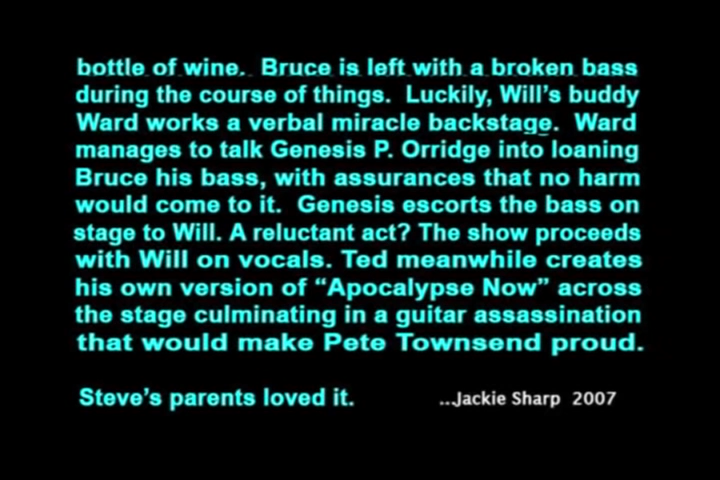 bottle of wine.  Bruce is left with a broken bass
during the course of things.  Luckily, Will's buddy
Ward works a verbal miracle backstage.  Ward
manages to talk Genesis P. Orridge into loaning
Bruce his bass, with assurances that no harm
would come to it.  Genesis escorts the bass on
stage to Will. A reluctant act? The show proceeds
with Will on vocals. Ted meanwhile creates
his own version of “Apocalypse Now” across
the stage culminating in a guitar assassination
that would make Pete Townsend proud.
Steve's parents loved it. ...Jackie Sharp  2007